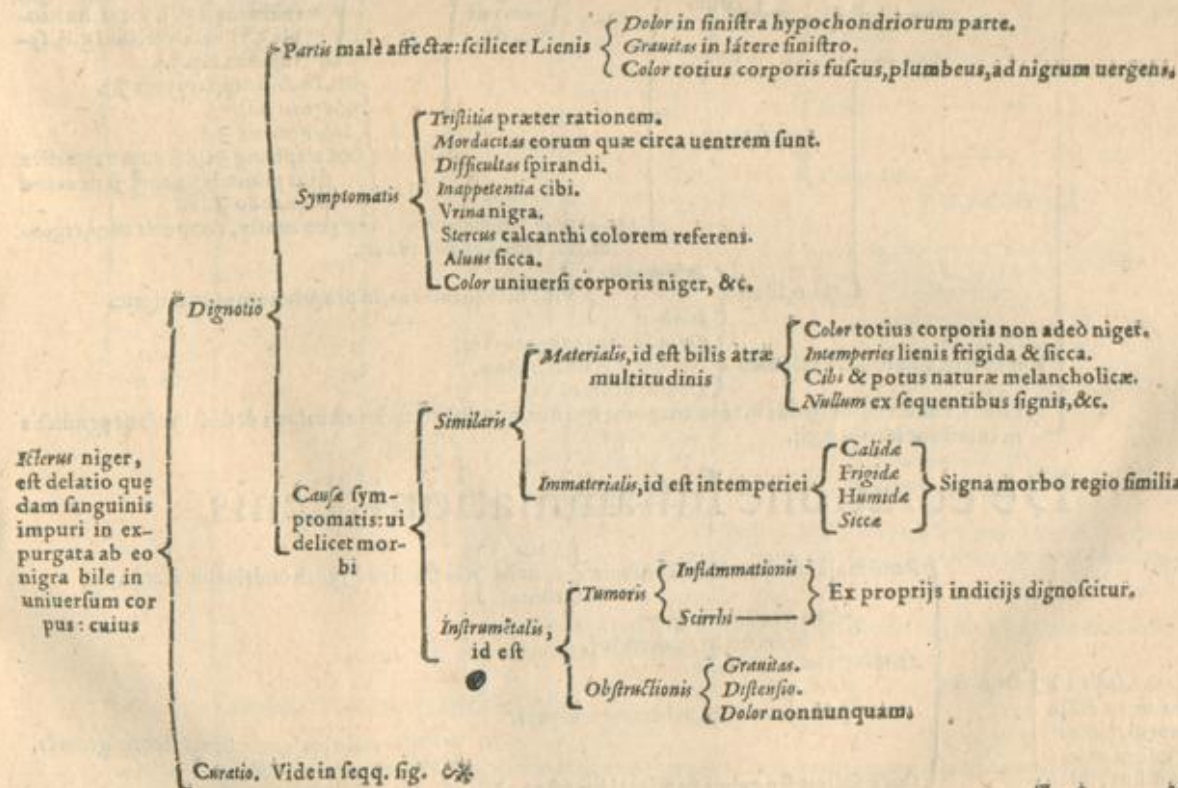 Partis malè affectæ: ſcilicet Lienis
Dolor in ſiniſtra hypochondriorum parte.
Grauitas in látere ſiniſtro.
Color totius corporis fuſcus, plumbeus, ad nigrum uergens.
Symptomatis
Triſtitia præter rationem.
Mordacitas eorum quæ circa uentrem ſunt.
Difficultas ſpirandi.
Inappetentia cibi.
Vrina nigra.
Stercus calcanthi colorem referens.
Aluus ſicca.
Color uniuerſi corporis niger, &c.
Dignotio
Materialis, id eſt bilis atræ
multitudinis
Color totius corporis non adeò niger.
Intemperies lienis frigida & ſicca.
Cibi & potus naturæ melancholicæ.
Nullum ex ſequentibus ſignis, &c.
Similaris
Immaterialis, id eſt intemperiei
Calidæ
Frigidæ
Humidæ
Siccæ
Signa morbo regio ſimilia
Icterus niger,
eſt delatio quę
dam ſanguinis
impuri in ex-
purgata ab eo
nigra bile in
uniuerſum cor
pus: cuius
Cauſæ ſym-
ptomatis: ui
delicet mor-
bi
Inſtrumētalis,
id eſt
Tumoris
Inflammationis
Scirrhi
Ex proprijs indicijs dignoſcitur.
Obſtructionis
Grauitas.
Diſtenſio.
Dolor nonnunquam.
Curatio. Vide in ſeqq. ſig.